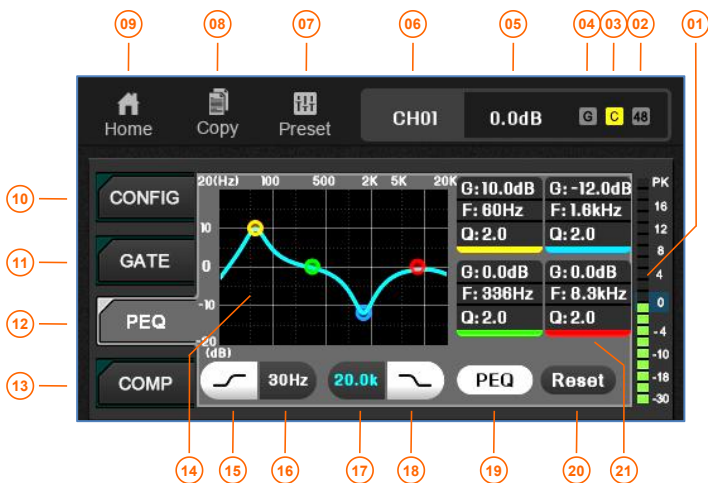 09 08 07 06 05 04 03 02 01
Home Copy Preset CH01 0.0dB G C 48
10 11 12 13
CONFIG
GATE
PEQ
COMP
20(Hz) 100 500 2K 5K 20K
10
0
-10
-20
(dB)
G:10.0dB
F: 60Hz
Q:2.0
G:-12.0dB
F:1.6kHz
Q:2.0
G:0.0dB
F: 336Hz
Q:2.0
G:0.0dB
F: 8.3kHz
Q:2.0
PK
16
12
8
4
0
-4
-10
-18
-30
30Hz 20.0k PEQ Reset
14 15 16 17 18 19 20 21